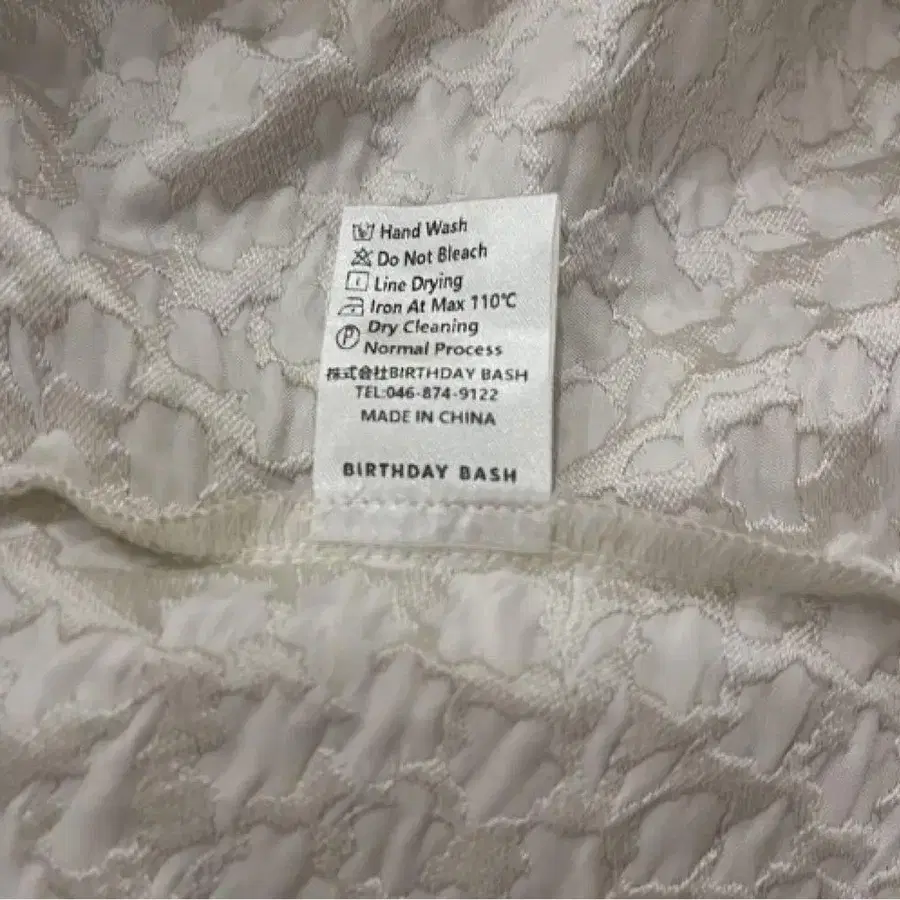 Hand Wash
Do Not Bleach
Line Drying
Iron At Max 110℃
P Dry Cleaning
Normal Process
株式会社BIRTHDAY BASH
TEL:046-874-9122
MADE IN CHINA
BIRTHDAY BASH